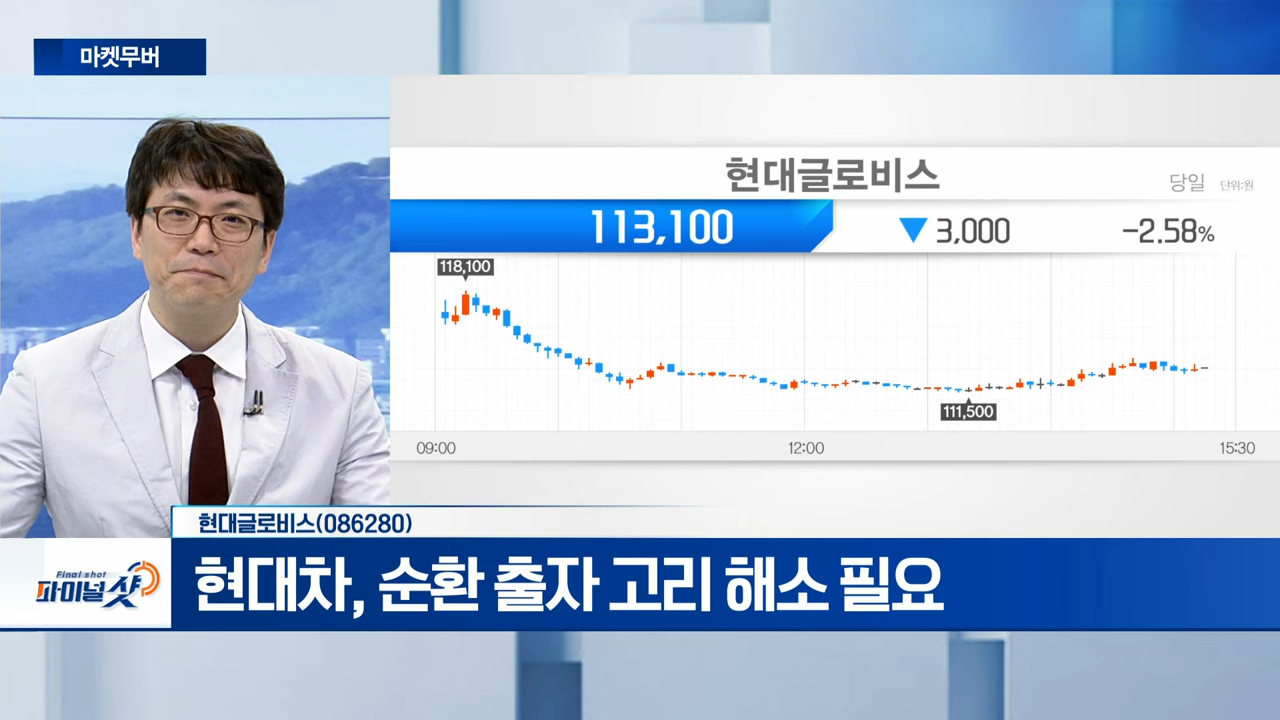 마켓무버
현대글로비스
당일 단위:원
113,100 ▼ 3,000 -2.58%
118,100
111,500
09:00 12:00 15:30
현대글로비스(086280)
Final shot
파이널샷
현대차, 순환 출자 고리 해소 필요